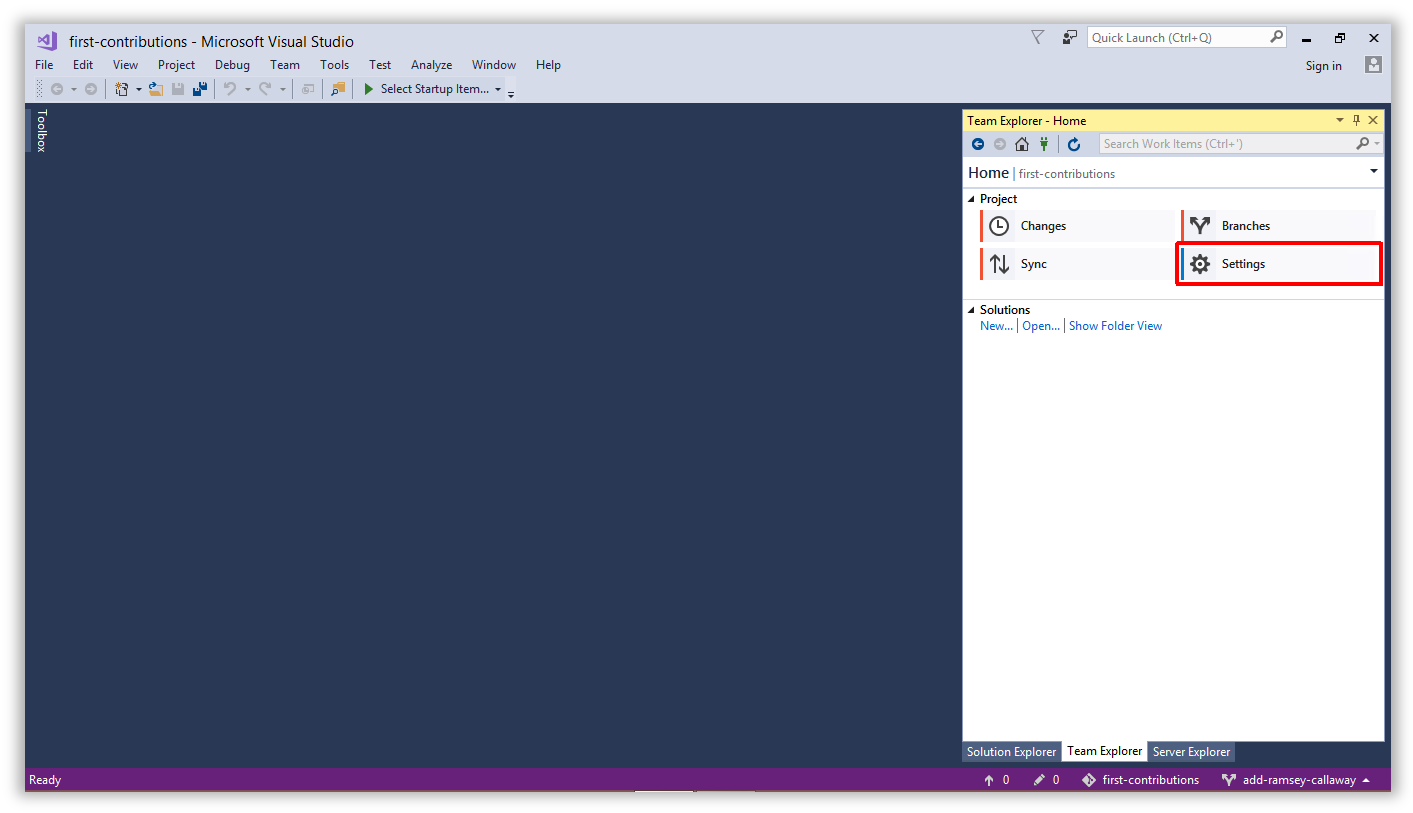 first-contributions - Microsoft Visual Studio
Quick Launch (Ctrl+Q)
File Edit View Project Debug Team Tools Test Analyze Window Help
Sign in
Select Startup Item...
Toolbox
Team Explorer - Home
Search Work Items (Ctrl+')
Home | first-contributions
Project
Changes
Branches
Sync
Settings
Solutions
New... | Open... | Show Folder View
Solution Explorer Team Explorer Server Explorer
Ready
0 0 first-contributions add-ramsey-callaway